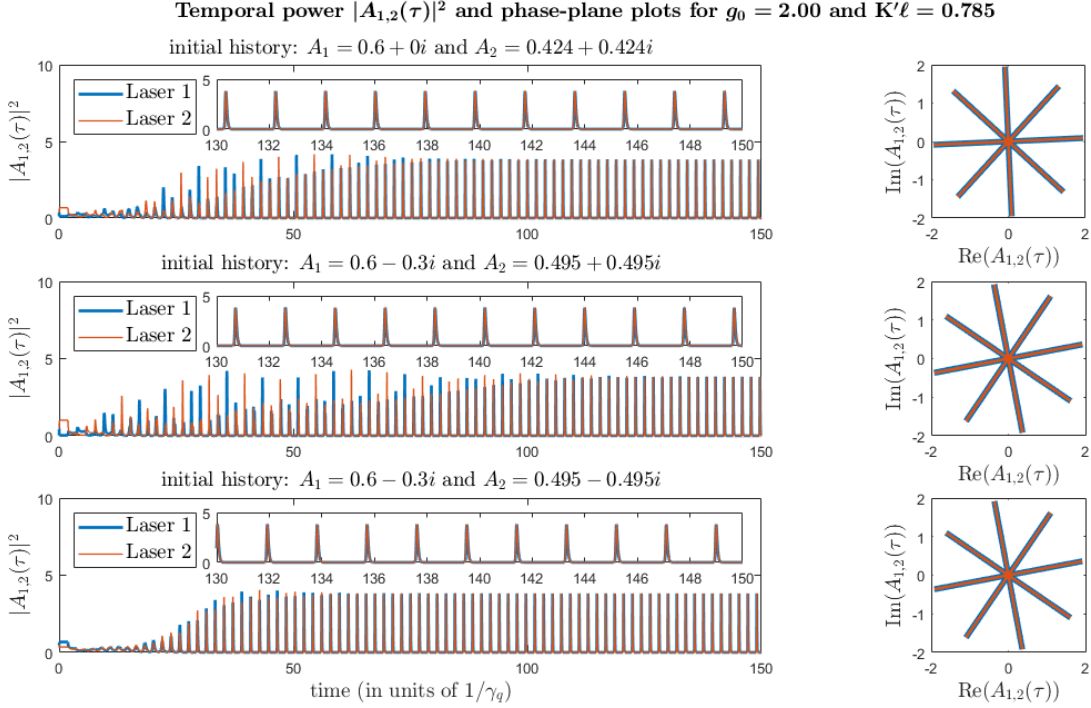 Temporal power |A₁,₂(τ)|² and phase-plane plots for g₀ = 2.00 and K′ℓ = 0.785
initial history: A₁ = 0.6 + 0i and A₂ = 0.424 + 0.424i
|A₁,₂(τ)|²
10
5
0
Laser 1
Laser 2
5
0
130 132 134 136 138 140 142 144 146 148 150
0 50 100 150
Im(A₁,₂(τ))
2
1
0
-1
-2
-2 0 2
Re(A₁,₂(τ))
initial history: A₁ = 0.6 − 0.3i and A₂ = 0.495 + 0.495i
|A₁,₂(τ)|²
10
5
0
Laser 1
Laser 2
5
0
130 132 134 136 138 140 142 144 146 148 150
0 50 100 150
Im(A₁,₂(τ))
2
1
0
-1
-2
-2 0 2
Re(A₁,₂(τ))
initial history: A₁ = 0.6 − 0.3i and A₂ = 0.495 − 0.495i
|A₁,₂(τ)|²
10
5
0
Laser 1
Laser 2
5
0
130 132 134 136 138 140 142 144 146 148 150
0 50 100 150
time (in units of 1/γ_q)
Im(A₁,₂(τ))
2
1
0
-1
-2
-2 0 2
Re(A₁,₂(τ))